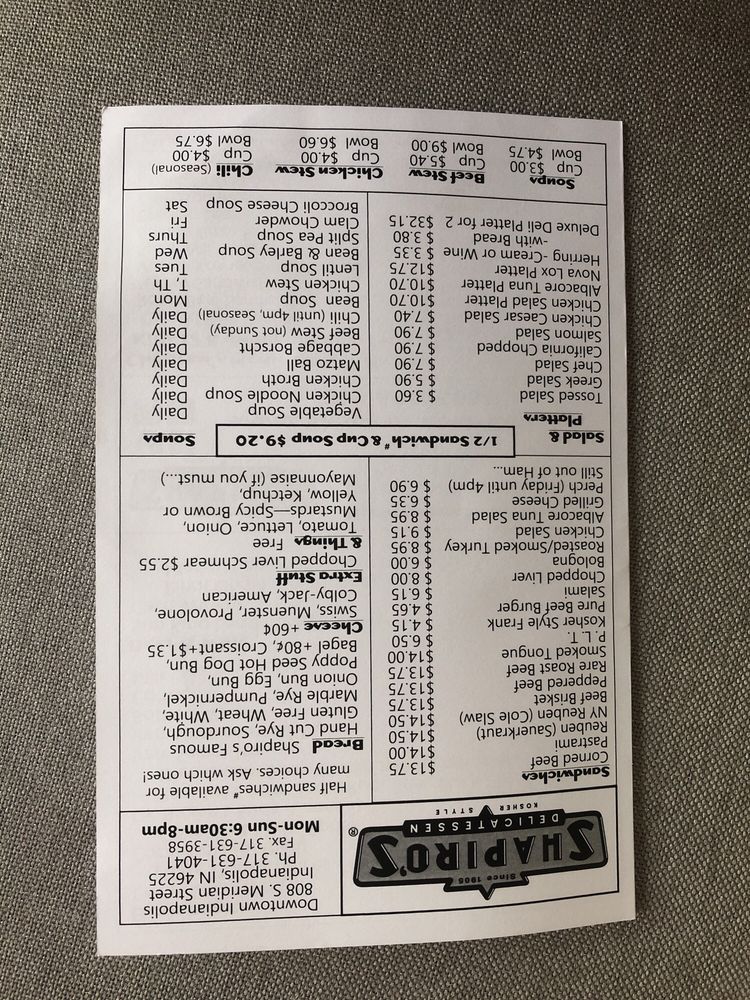 Since 1905
SHAPIRO'S®
DELICATESSEN
KOSHER STYLE
Downtown Indianapolis
808 S. Meridian Street
Indianapolis, IN 46225
Ph. 317-631-4041
Fax. 317-631-3958
Mon-Sun 6:30am-8pm
Sandwiches
Corned Beef $13.75
Pastrami $14.00
Reuben (Sauerkraut) $14.50
NY Reuben (Cole Slaw) $14.50
Beef Brisket $13.75
Peppered Beef $13.75
Rare Roast Beef $13.75
Smoked Tongue $14.00
P. L. T. $ 6.50
Kosher Style Frank $ 4.15
Pure Beef Burger $ 4.65
Salami $ 6.15
Chopped Liver $ 8.00
Bologna $ 6.00
Roasted/Smoked Turkey $ 8.95
Chicken Salad $ 9.15
Albacore Tuna Salad $ 8.95
Grilled Cheese $ 6.35
Perch (Friday until 4pm) $ 6.90
Still out of Ham...
Half sandwiches# available for
many choices. Ask which ones!
Bread Shapiro's Famous
Hand Cut Rye, Sourdough,
Gluten Free, Wheat, White,
Marble Rye, Pumpernickel,
Onion Bun, Egg Bun,
Poppy Seed Hot Dog Bun,
Bagel +80¢, Croissant+$1.35
Cheese +60¢
Swiss, Muenster, Provolone,
Colby-Jack, American
Extra Stuff
Chopped Liver Schmear $2.55
& Things Free
Tomato, Lettuce, Onion,
Mustards—Spicy Brown or
Yellow, Ketchup,
Mayonnaise (if you must...)
1/2 Sandwich# & Cup Soup $9.20
Salad &
Platters
Tossed Salad $ 3.60
Greek Salad $ 5.90
Chef Salad $ 7.90
California Chopped $ 7.90
Salmon Salad $ 7.90
Chicken Caesar Salad $ 7.40
Chicken Salad Platter $10.70
Albacore Tuna Platter $10.70
Nova Lox Platter $12.75
Herring -Cream or Wine $ 3.35
-with Bread $ 3.80
Deluxe Deli Platter for 2 $32.15
Soups
Vegetable Soup Daily
Chicken Noodle Soup Daily
Chicken Broth Daily
Matzo Ball Daily
Cabbage Borscht Daily
Beef Stew (not Sunday) Daily
Chili (until 4pm, Seasonal) Daily
Bean Soup Mon
Chicken Stew T, Th
Lentil Soup Tues
Bean & Barley Soup Wed
Split Pea Soup Thurs
Clam Chowder Fri
Broccoli Cheese Soup Sat
Soups
Cup $3.00
Bowl $4.75
Beef Stew
Cup $5.40
Bowl $9.00
Chicken Stew
Cup $4.00
Bowl $6.60
Chili (Seasonal)
Cup $4.00
Bowl $6.75